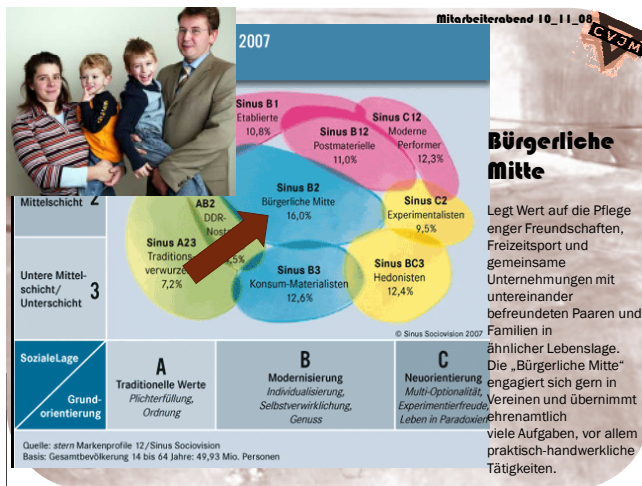 Mitarbeiterabend 10_11_08
CVJM
2007
Sinus B1
Etablierte
10,8%
Sinus B12
Postmaterielle
11,0%
Sinus C12
Moderne
Performer
12,3%
Bürgerliche
Mitte
Mittelschicht 2
AB2
DDR-
Sinus B2
Bürgerliche Mitte
16,0%
Sinus C2
Experimentalisten
9,5%
Sinus A23
Traditions-
verwurzel
7,2%
Sinus B3
Konsum-Materialisten
12,6%
Sinus BC3
Hedonisten
12,4%
Untere Mittel-
schicht/
Unterschicht 3
© Sinus Sociovision 2007
SozialeLage
Grund-
orientierung
A
Traditionelle Werte
Plichterfüllung,
Ordnung
B
Modernisierung
Individualisierung,
Selbstverwirklichung,
Genuss
C
Neuorientierung
Multi-Optionalität,
Experimentierfreude,
Leben in Paradoxien
Quelle: stern Markenprofile 12/Sinus Sociovision
Basis: Gesamtbevölkerung 14 bis 64 Jahre: 49,93 Mio. Personen
Legt Wert auf die Pflege
enger Freundschaften,
Freizeitsport und
gemeinsame
Unternehmungen mit
untereinander
befreundeten Paaren und
Familien in
ähnlicher Lebenslage.
Die „Bürgerliche Mitte“
engagiert sich gern in
Vereinen und übernimmt
ehrenamtlich
viele Aufgaben, vor allem
praktisch-handwerkliche
Tätigkeiten.